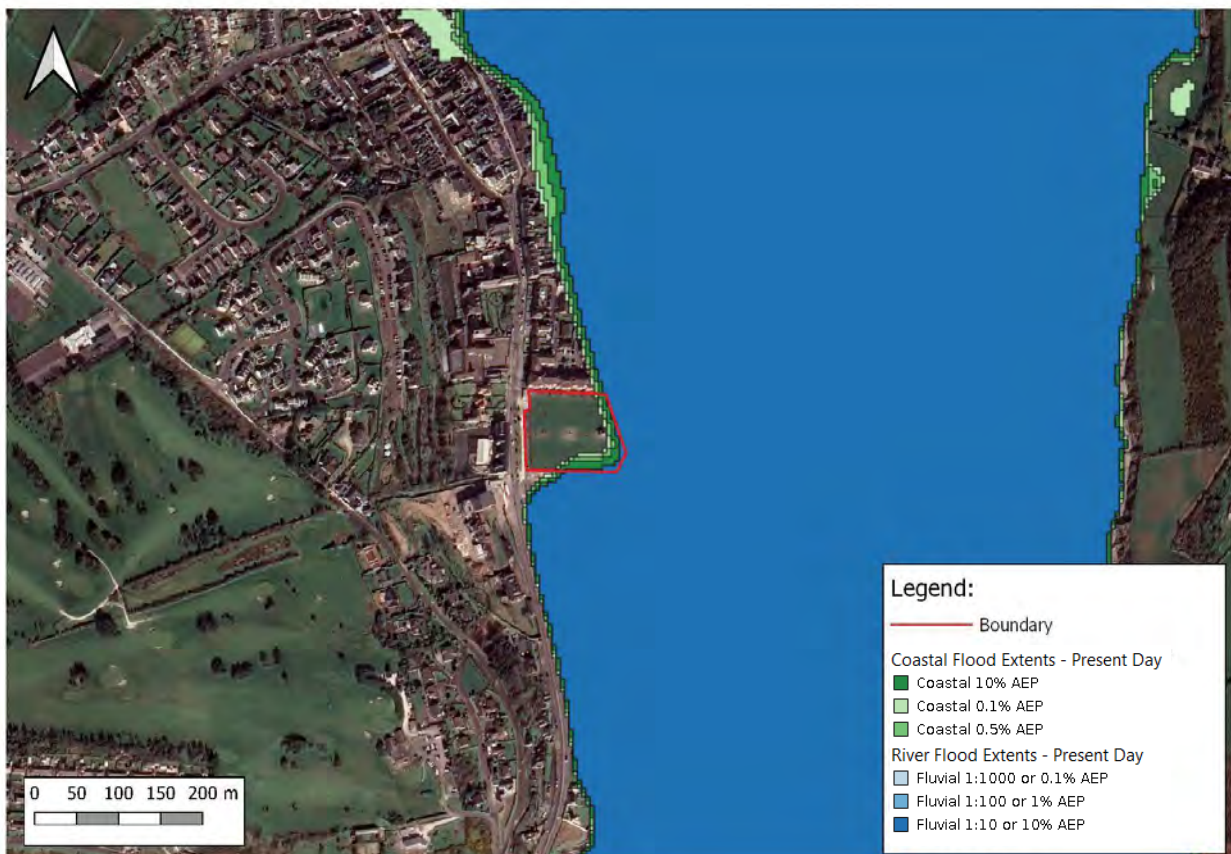 Legend:
Boundary
Coastal Flood Extents - Present Day
Coastal 10% AEP
Coastal 0.1% AEP
Coastal 0.5% AEP
River Flood Extents - Present Day
Fluvial 1:1000 or 0.1% AEP
Fluvial 1:100 or 1% AEP
Fluvial 1:10 or 10% AEP
0 50 100 150 200 m